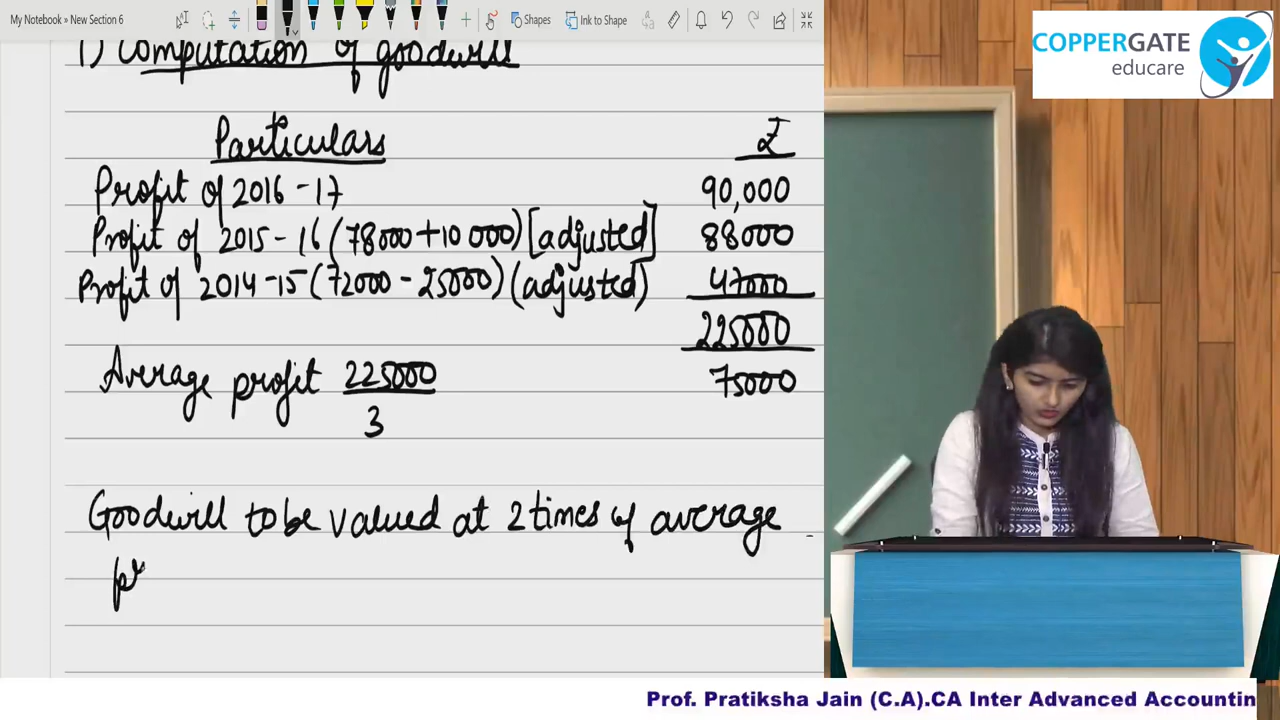 My Notebook » New Section 6
Shapes
Ink to Shape
COPPERGATE
educare
1) Computation of goodwill
Particulars ₹
Profit of 2016-17 90,000
Profit of 2015-16 (78000+10 000) [adjusted] 88000
Profit of 2014-15 (72000-25000) (adjusted) 47000
225000
Average profit 225000 75000
3
Goodwill to be valued at 2 times of average
pr
Prof. Pratiksha Jain (C.A).CA Inter Advanced Accountin